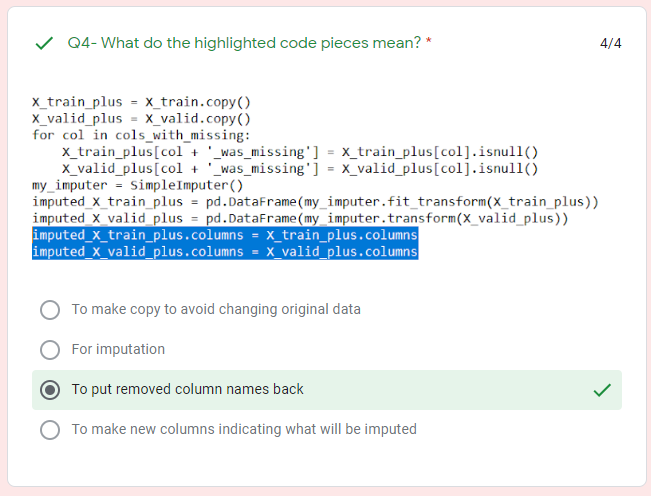 Q4- What do the highlighted code pieces mean? * 4/4
X_train_plus = X_train.copy()
X_valid_plus = X_valid.copy()
for col in cols_with_missing:
    X_train_plus[col + '_was_missing'] = X_train_plus[col].isnull()
    X_valid_plus[col + '_was_missing'] = X_valid_plus[col].isnull()
my_imputer = SimpleImputer()
imputed_X_train_plus = pd.DataFrame(my_imputer.fit_transform(X_train_plus))
imputed_X_valid_plus = pd.DataFrame(my_imputer.transform(X_valid_plus))
imputed_X_train_plus.columns = X_train_plus.columns
imputed_X_valid_plus.columns = X_valid_plus.columns
To make copy to avoid changing original data
For imputation
To put removed column names back
To make new columns indicating what will be imputed